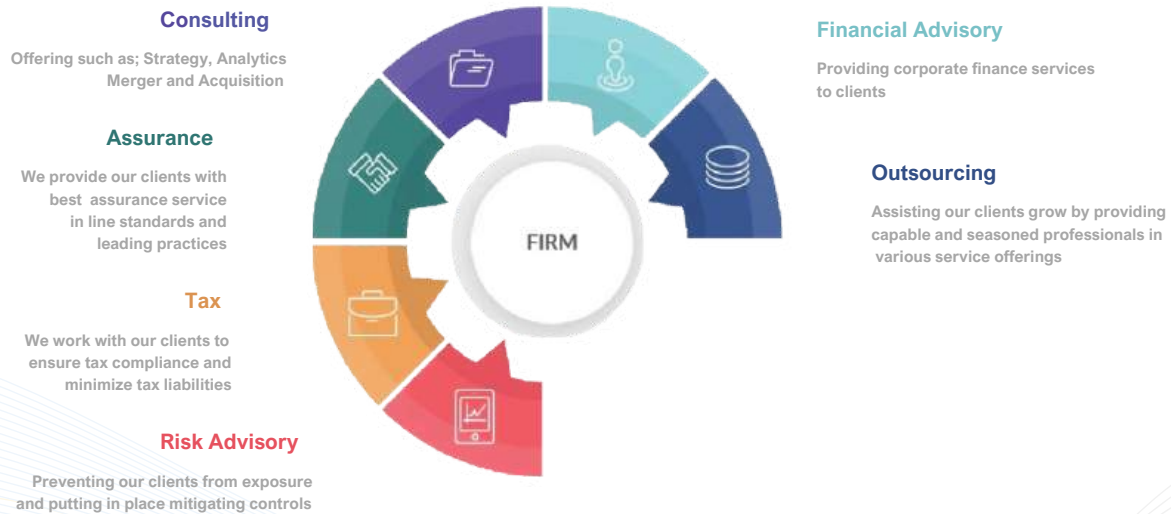 Consulting
Offering such as; Strategy, Analytics
Merger and Acquisition
Assurance
We provide our clients with
best assurance service
in line standards and
leading practices
Tax
We work with our clients to
ensure tax compliance and
minimize tax liabilities
Risk Advisory
Preventing our clients from exposure
and putting in place mitigating controls
FIRM
Financial Advisory
Providing corporate finance services
to clients
Outsourcing
Assisting our clients grow by providing
capable and seasoned professionals in
various service offerings